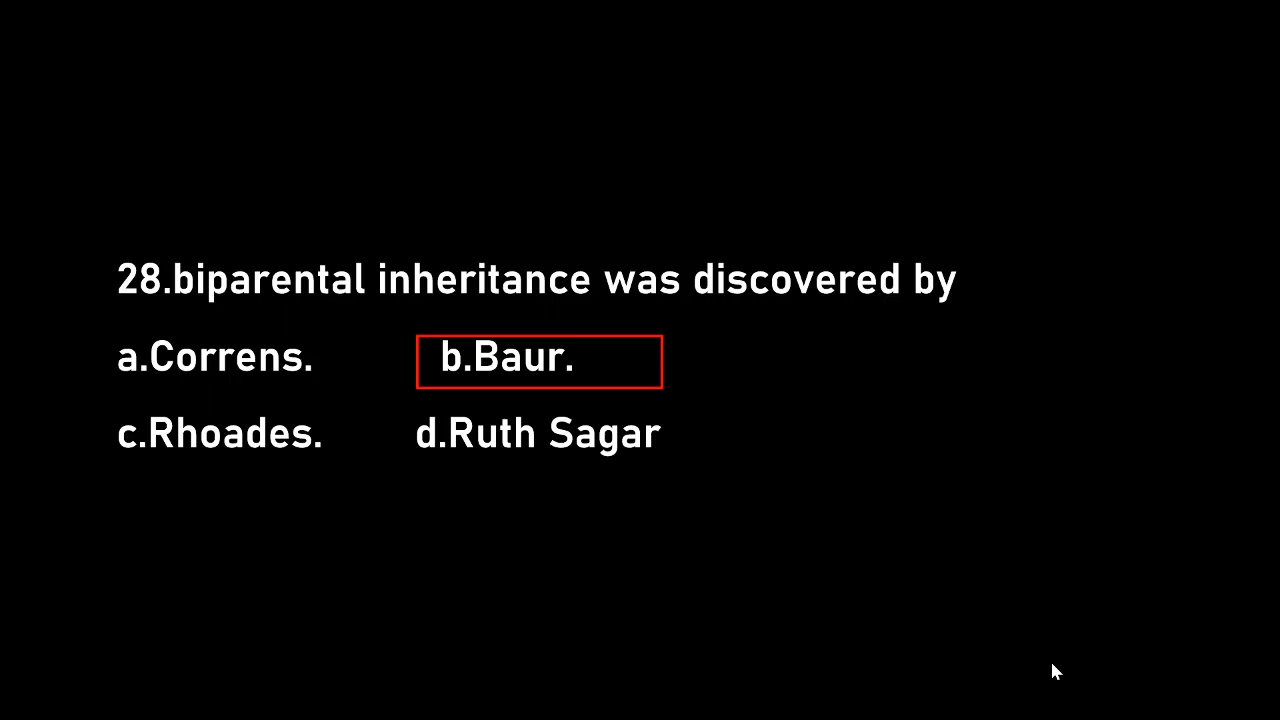 28.biparental inheritance was discovered by
a.Correns. b.Baur.
c.Rhoades. d.Ruth Sagar